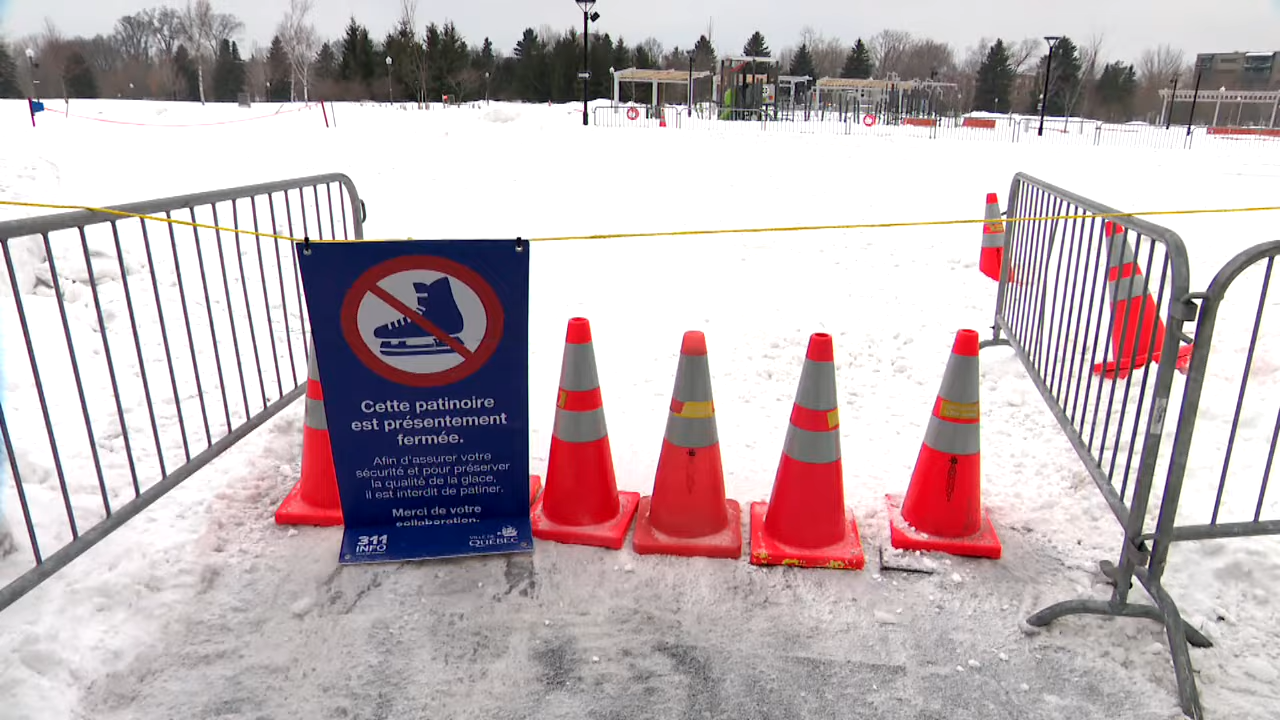 Cette patinoire
est présentement
fermée.
Afin d'assurer votre
sécurité et pour préserver
la qualité de la glace,
il est interdit de patiner.
Merci de votre
collaboration.
311
INFO
VILLE DE
QUÉBEC